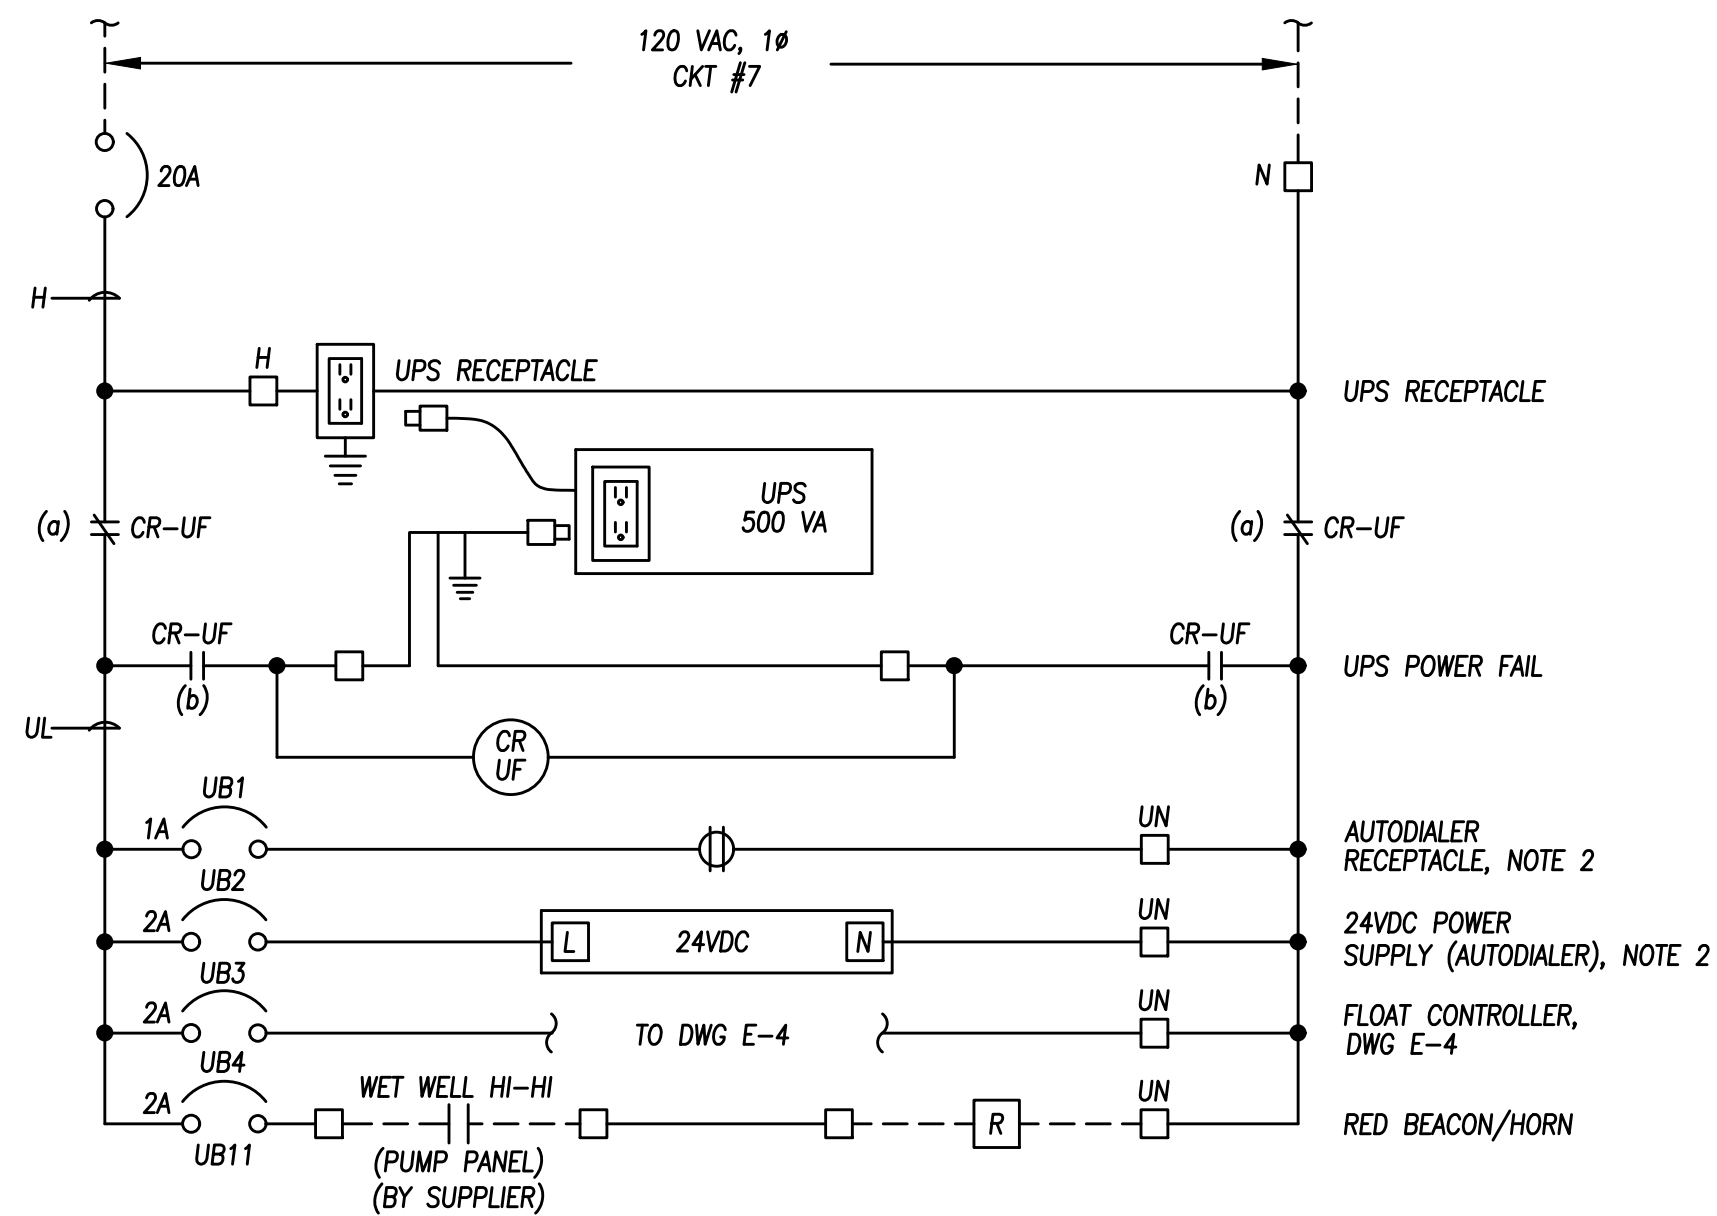 120 VAC, 1ø
CKT #7
20A
N
H
H
UPS RECEPTACLE
UPS RECEPTACLE
UPS
500 VA
(a) CR-UF
(a) CR-UF
CR-UF
(b)
CR-UF
(b)
UPS POWER FAIL
UL
CR
UF
UB1
1A
UN
AUTODIALER
RECEPTACLE, NOTE 2
UB2
2A
L
24VDC
N
UN
24VDC POWER
SUPPLY (AUTODIALER), NOTE 2
UB3
2A
TO DWG E-4
UN
FLOAT CONTROLLER,
DWG E-4
UB4
2A
WET WELL HI-HI
UN
R
RED BEACON/HORN
UB11
(PUMP PANEL)
(BY SUPPLIER)